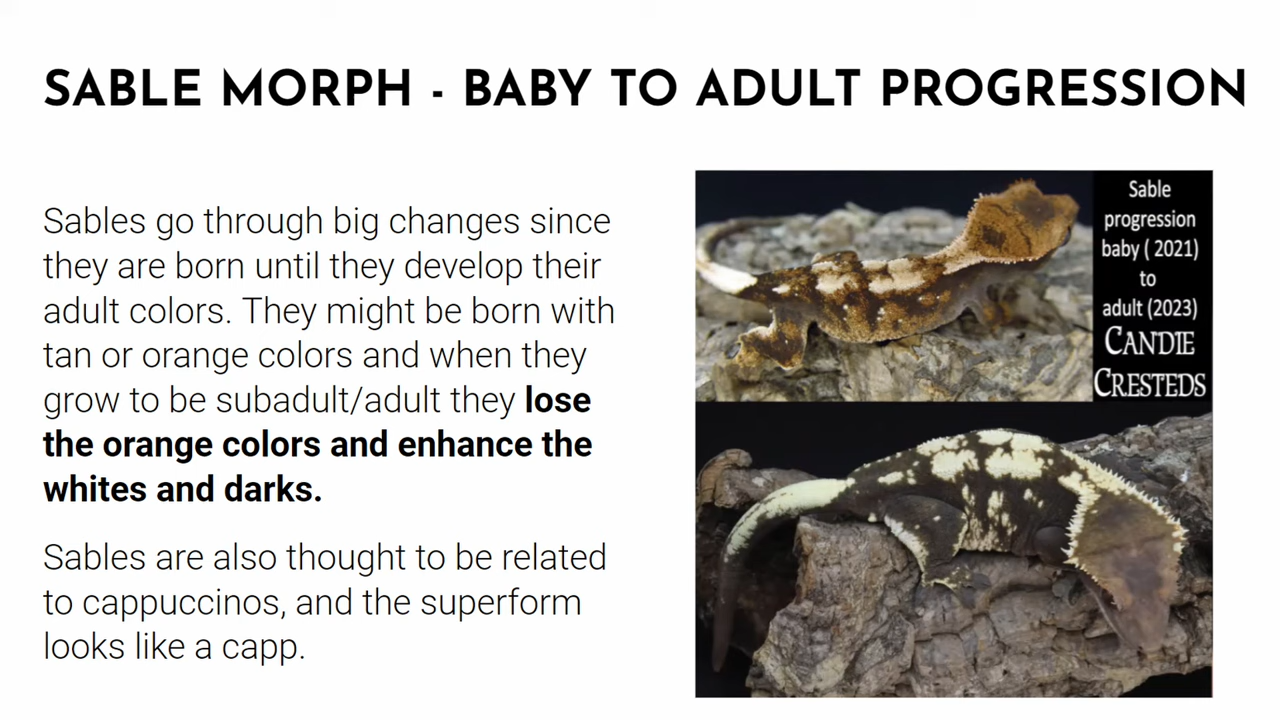 SABLE MORPH - BABY TO ADULT PROGRESSION
Sables go through big changes since
they are born until they develop their
adult colors. They might be born with
tan or orange colors and when they
grow to be subadult/adult they lose
the orange colors and enhance the
whites and darks.
Sables are also thought to be related
to cappuccinos, and the superform
looks like a capp.
Sable
progression
baby ( 2021)
to
adult (2023)
CANDIE
CRESTEDS